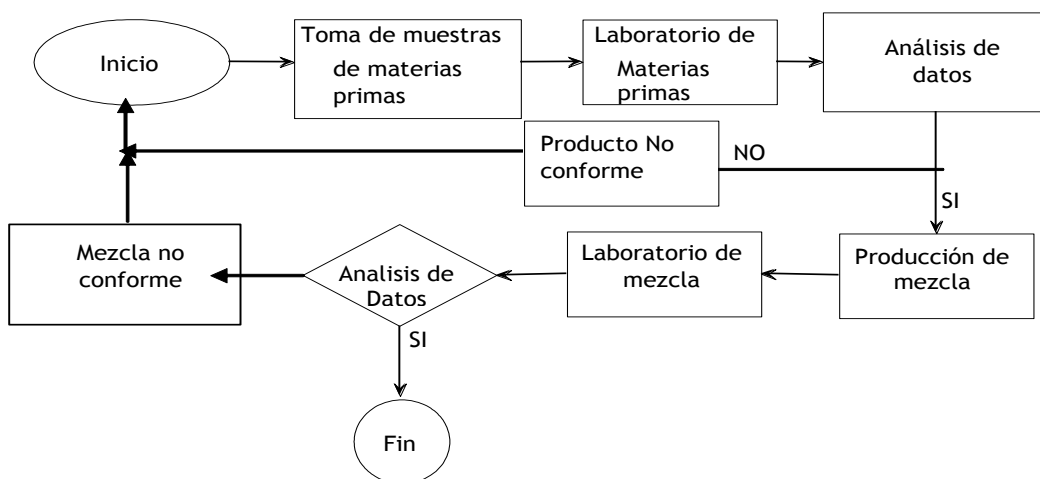 Inicio
Toma de muestras
de materias
primas
Laboratorio de
Materias
primas
Análisis de
datos
Producto No
conforme
NO
SI
Mezcla no
conforme
Analisis de
Datos
Laboratorio de
mezcla
Producción de
mezcla
SI
Fin